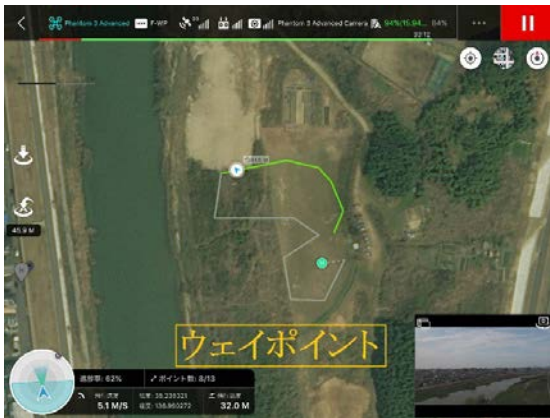 Phantom 3 Advanced
F-WP
Phantom 3 Advanced Camera
84%
45.9 M
ウェイポイント
進捗率: 62%
ポイント数: 8/13
5.1 M/S
32.0 M